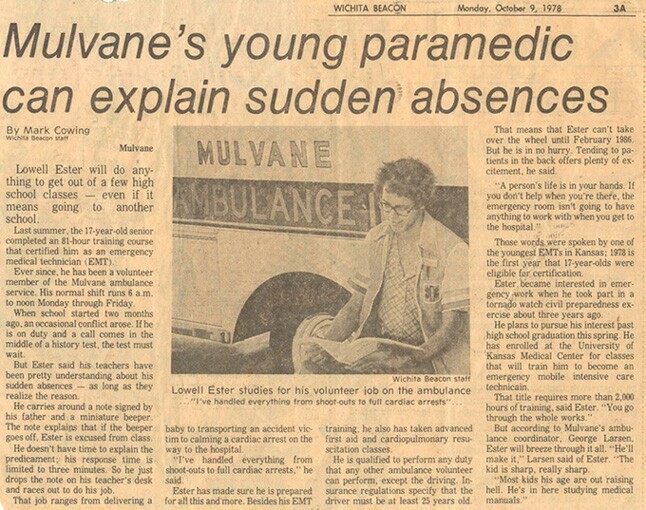 WICHITA BEACON Monday, October 9, 1978 3A
Mulvane's young paramedic
can explain sudden absences
By Mark Cowing
Wichita Beacon staff
Mulvane
Lowell Ester will do any-
thing to get out of a few high
school classes — even if it
means going to another
school.
Last summer, the 17-year-old senior
completed an 81-hour training course
that certified him as an emergency
medical technician (EMT).
Ever since, he has been a volunteer
member of the Mulvane ambulance
service. His normal shift runs 6 a.m.
to noon Monday through Friday.
When school started two months
ago, an occasional conflict arose. If he
is on duty and a call comes in the
middle of a history test, the test must
wait.
But Ester said his teachers have
been pretty understanding about his
sudden absences — as long as they
realize the reason.
He carries around a note signed by
his father and a miniature beeper.
The note explains that if the beeper
goes off, Ester is excused from class.
He doesn't have time to explain the
predicament; his response time is
limited to three minutes. So he just
drops the note on his teacher's desk
and races out to do his job.
That job ranges from delivering a
MULVANE
AMBULANCE
Wichita Beacon staff
Lowell Ester studies for his volunteer job on the ambulance
..."I've handled everything from shoot-outs to full cardiac arrests"...
baby to transporting an accident vic-
tim to calming a cardiac arrest on the
way to the hospital.
"I've handled everything from
shoot-outs to full cardiac arrests," he
said.
Ester has made sure he is prepared
for all this and more. Besides his EMT
training, he also has taken advanced
first aid and cardiopulmonary resu-
scitation classes.
He is qualified to perform any duty
that any other ambulance volunteer
can perform, except the driving. In-
surance regulations specify that the
driver must be at least 25 years old.
That means that Ester can't take
over the wheel until February 1986.
But he is in no hurry. Tending to pa-
tients in the back offers plenty of ex-
citement, he said.
"A person's life is in your hands. If
you don't help when you're there, the
emergency room isn't going to have
anything to work with when you get to
the hospital."
Those words were spoken by one of
the youngest EMTs in Kansas; 1978 is
the first year that 17-year-olds were
eligible for certification.
Ester became interested in emer-
gency work when he took part in a
tornado watch civil preparedness ex-
ercise about three years ago.
He plans to pursue his interest past
high school graduation this spring. He
has enrolled at the University of
Kansas Medical Center for classes
that will train him to become an
emergency mobile intensive care
technicain.
That title requires more than 2,000
hours of training, said Ester. "You go
through the whole works."
But according to Mulvane's ambu-
lance coordinator, George Larsen,
Ester will breeze through it all. "He'll
make it," Larsen said of Ester. "The
kid is sharp, really sharp.
"Most kids his age are out raising
hell. He's in here studying medical
manuals."